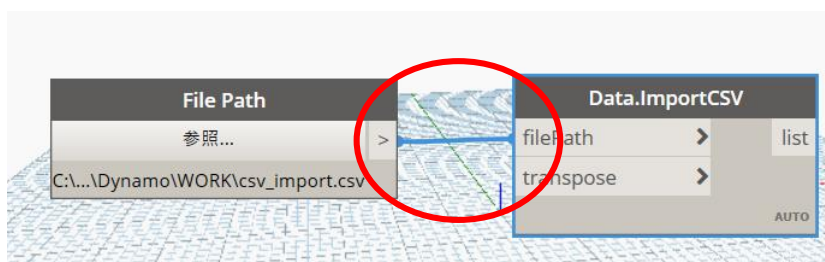 File Path
参照...
>
C:\...\Dynamo\WORK\csv_import.csv
Data.ImportCSV
filePath > list
transpose >
AUTO